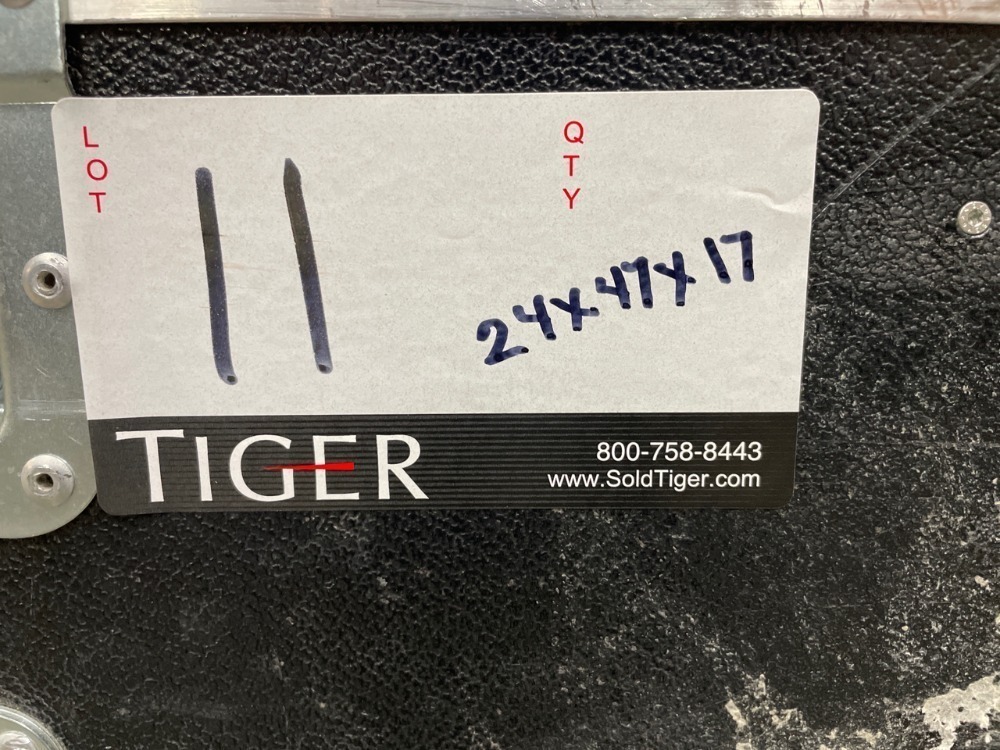 LOT
11
QTY
24x47x17
TIGER
800-758-8443
www.SoldTiger.com